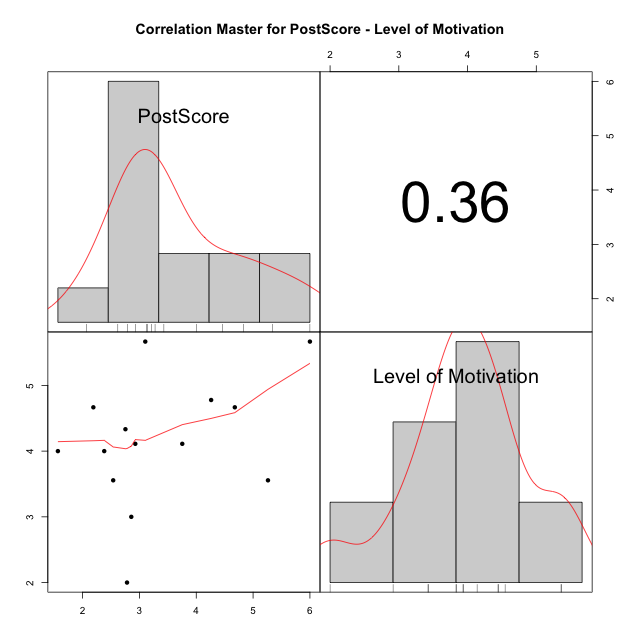 Correlation Master for PostScore - Level of Motivation
2 3 4 5
PostScore
0.36
6
5
4
3
2
Level of Motivation
5
4
3
2
2 3 4 5 6